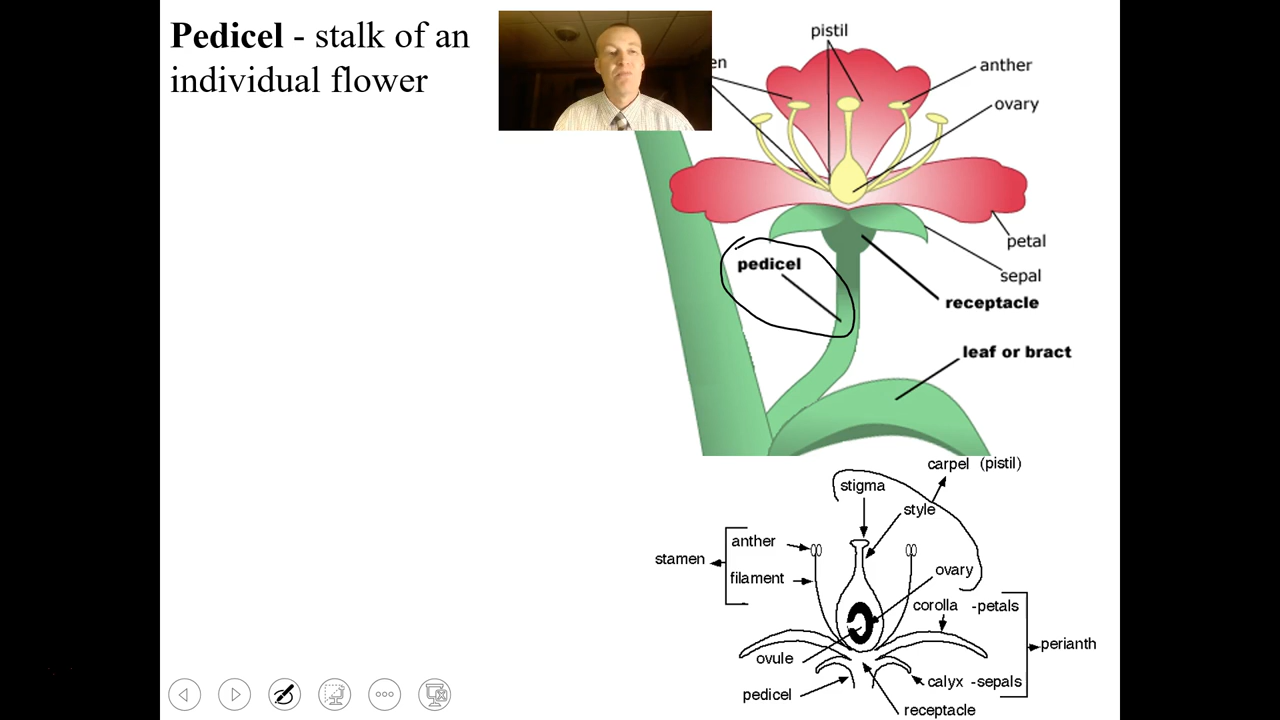 Pedicel - stalk of an
individual flower
pistil
en
anther
ovary
petal
sepal
pedicel
receptacle
leaf or bract
carpel (pistil)
stigma
style
anther
stamen
filament
ovary
corolla -petals
perianth
ovule
calyx -sepals
pedicel
receptacle